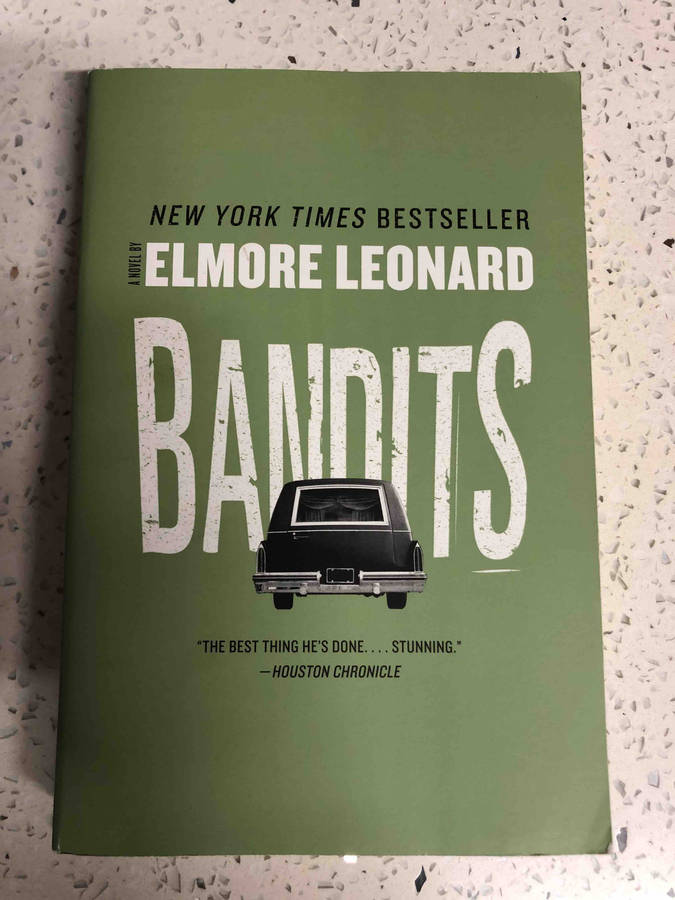 NEW YORK TIMES BESTSELLER
A NOVEL BY
ELMORE LEONARD
BANDITS
“THE BEST THING HE'S DONE.... STUNNING.”
—HOUSTON CHRONICLE